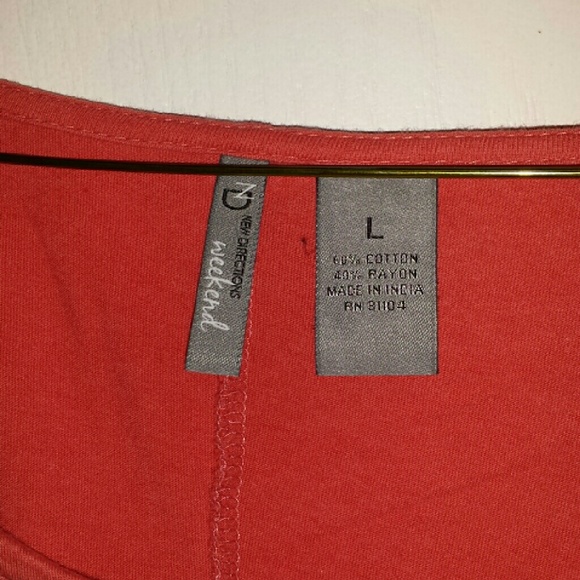 ND
NEW DIRECTIONS
weekend
L
60% COTTON
40% RAYON
MADE IN INDIA
RN 31104